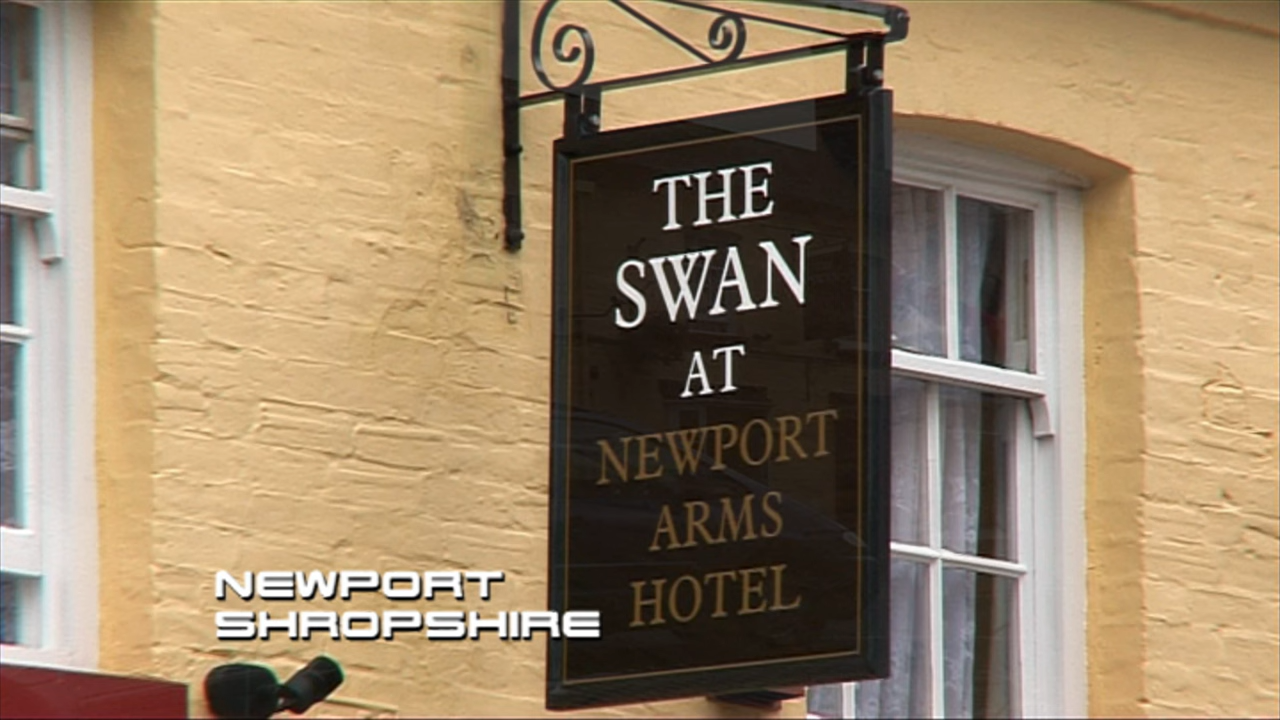 THE
SWAN
AT
NEWPORT
ARMS
HOTEL
NEWPORT
SHROPSHIRE